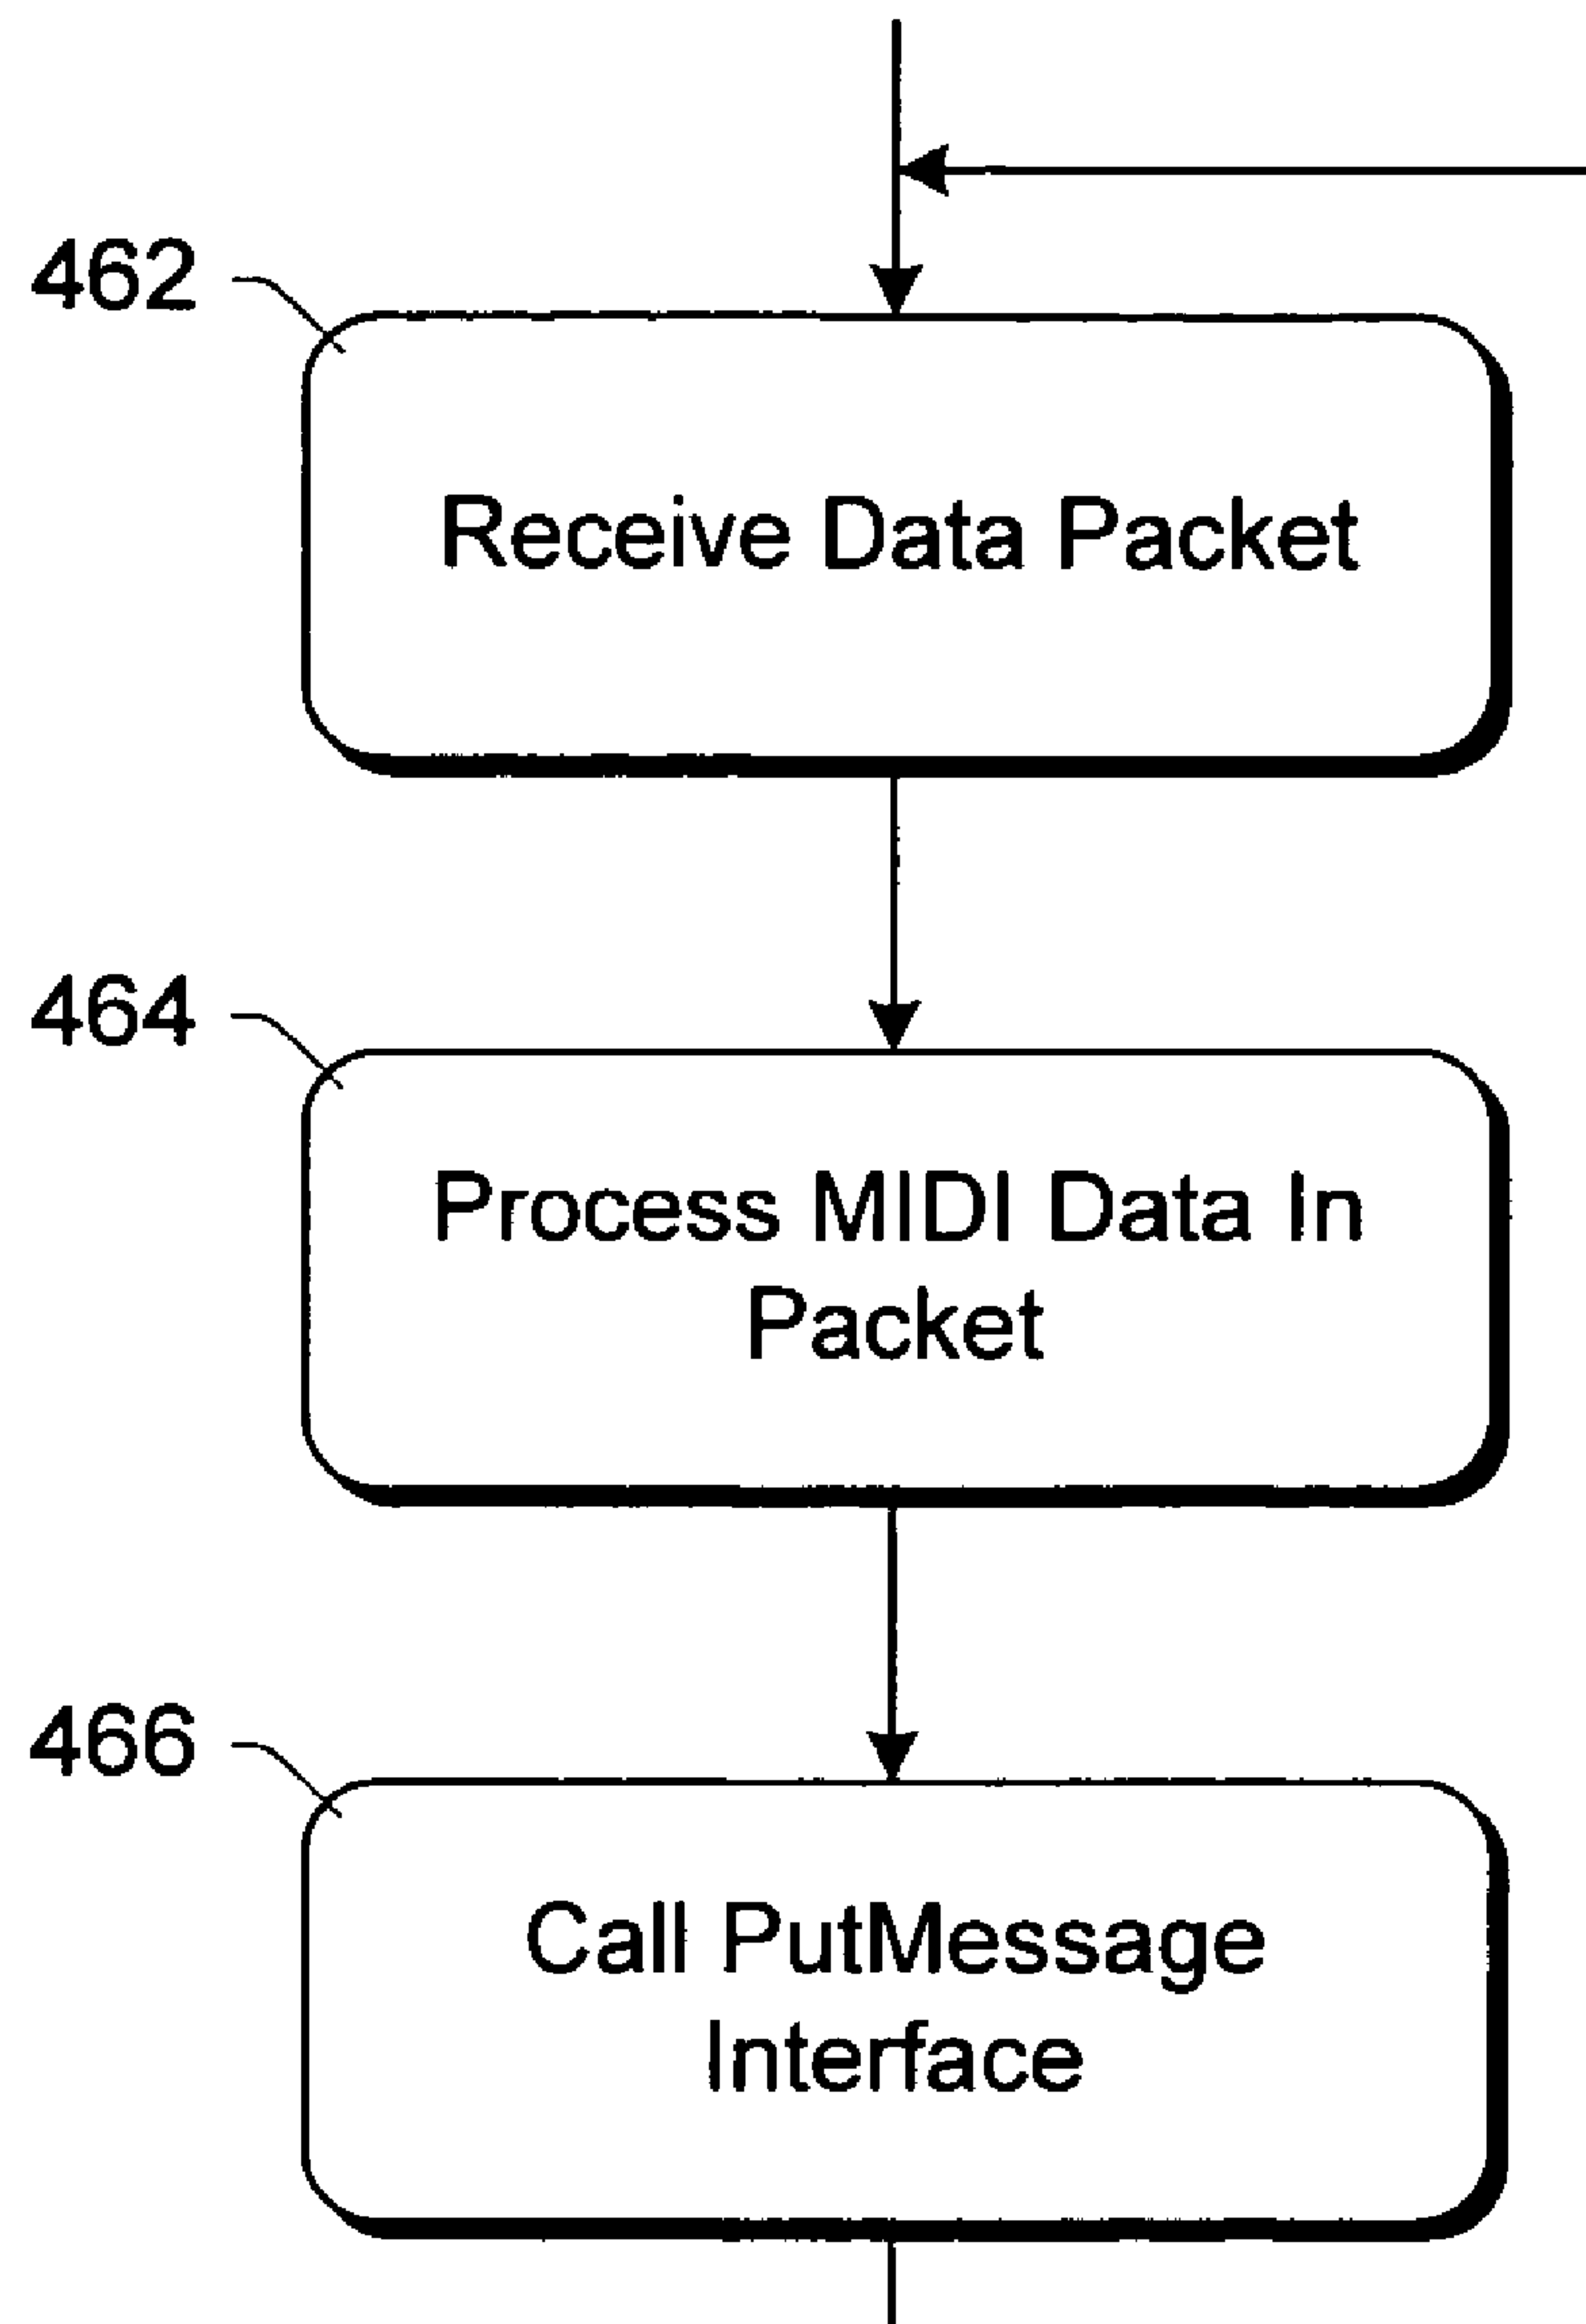 462
Receive Data Packet
464
Process MIDI Data In
Packet
466
Call PutMessage
Interface